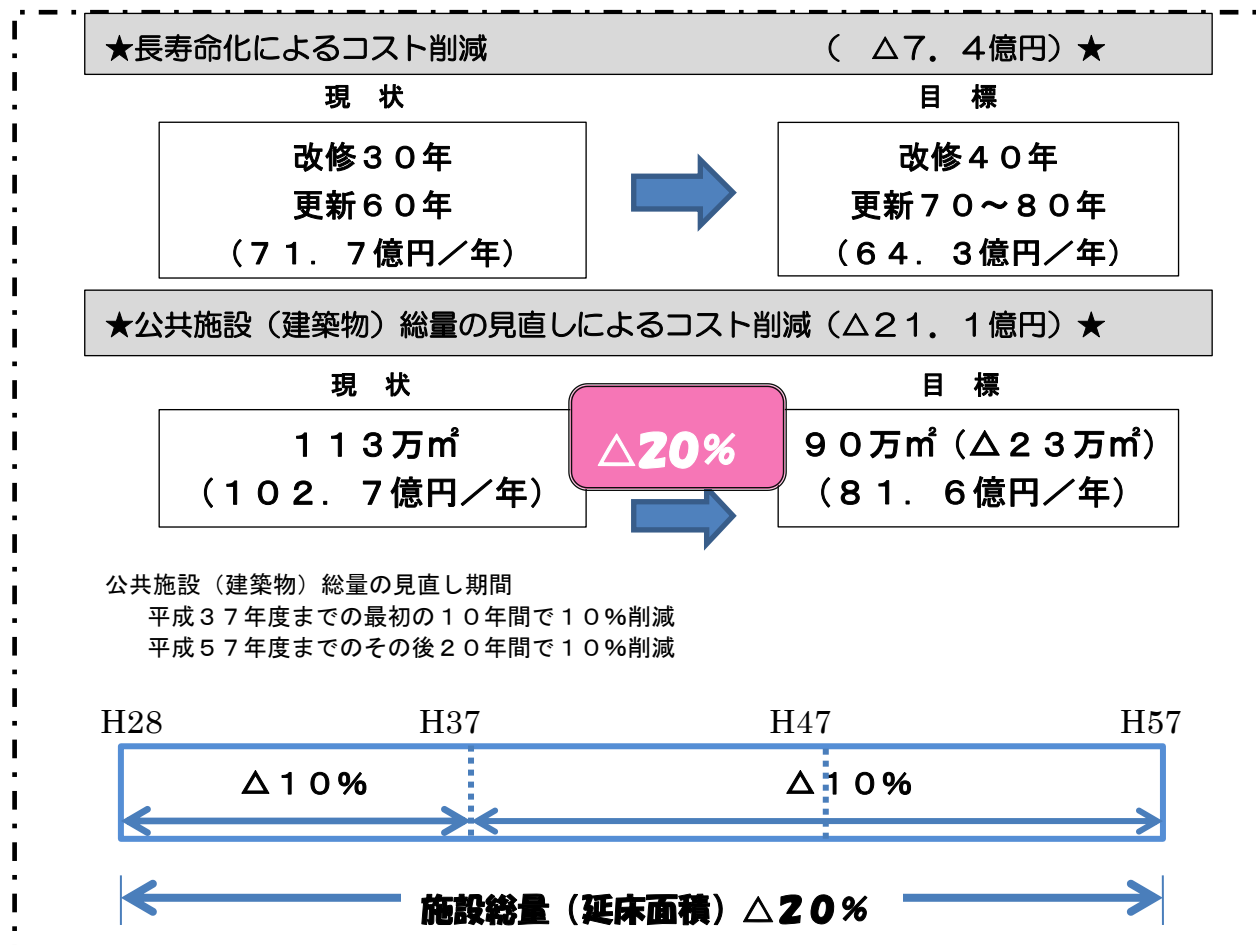 ★長寿命化によるコスト削減　（　△７．４億円）★
現　状
目　標
改修３０年
更新６０年
（７１．７億円／年）
改修４０年
更新７０～８０年
（６４．３億円／年）
★公共施設（建築物）総量の見直しによるコスト削減（△２１．１億円）★
現　状
目　標
１１３万㎡
（１０２．７億円／年）
△20%
９０万㎡（△２３万㎡）
（８１．６億円／年）
公共施設（建築物）総量の見直し期間
平成３７年度までの最初の１０年間で１０%削減
平成５７年度までのその後２０年間で１０%削減
H28　H37　H47　H57
△１０%　△１０%
施設総量（延床面積）△２０%